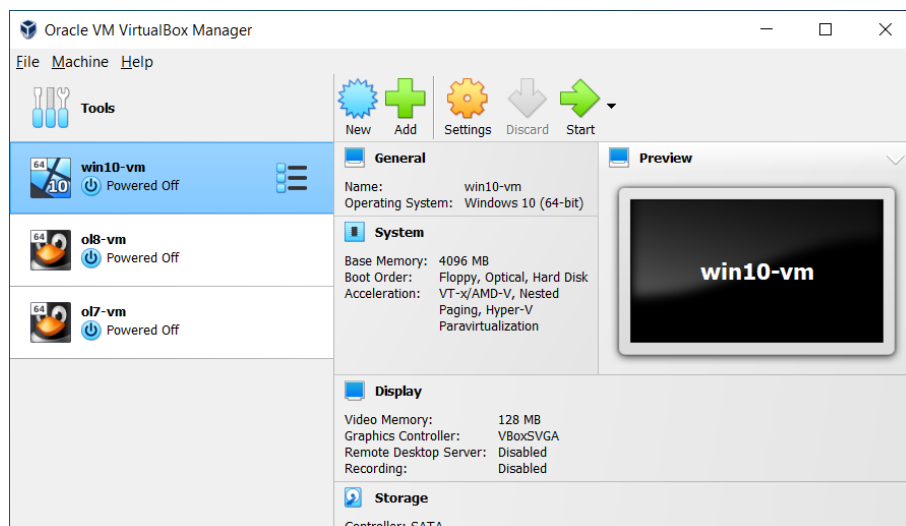 Oracle VM VirtualBox Manager
File Machine Help
Tools
New Add Settings Discard Start
64
10
win10-vm
Powered Off
64
ol8-vm
Powered Off
64
ol7-vm
Powered Off
General
Name: win10-vm
Operating System: Windows 10 (64-bit)
System
Base Memory: 4096 MB
Boot Order: Floppy, Optical, Hard Disk
Acceleration: VT-x/AMD-V, Nested
Paging, Hyper-V
Paravirtualization
Preview
win10-vm
Display
Video Memory: 128 MB
Graphics Controller: VBoxSVGA
Remote Desktop Server: Disabled
Recording: Disabled
Storage
Controller: SATA